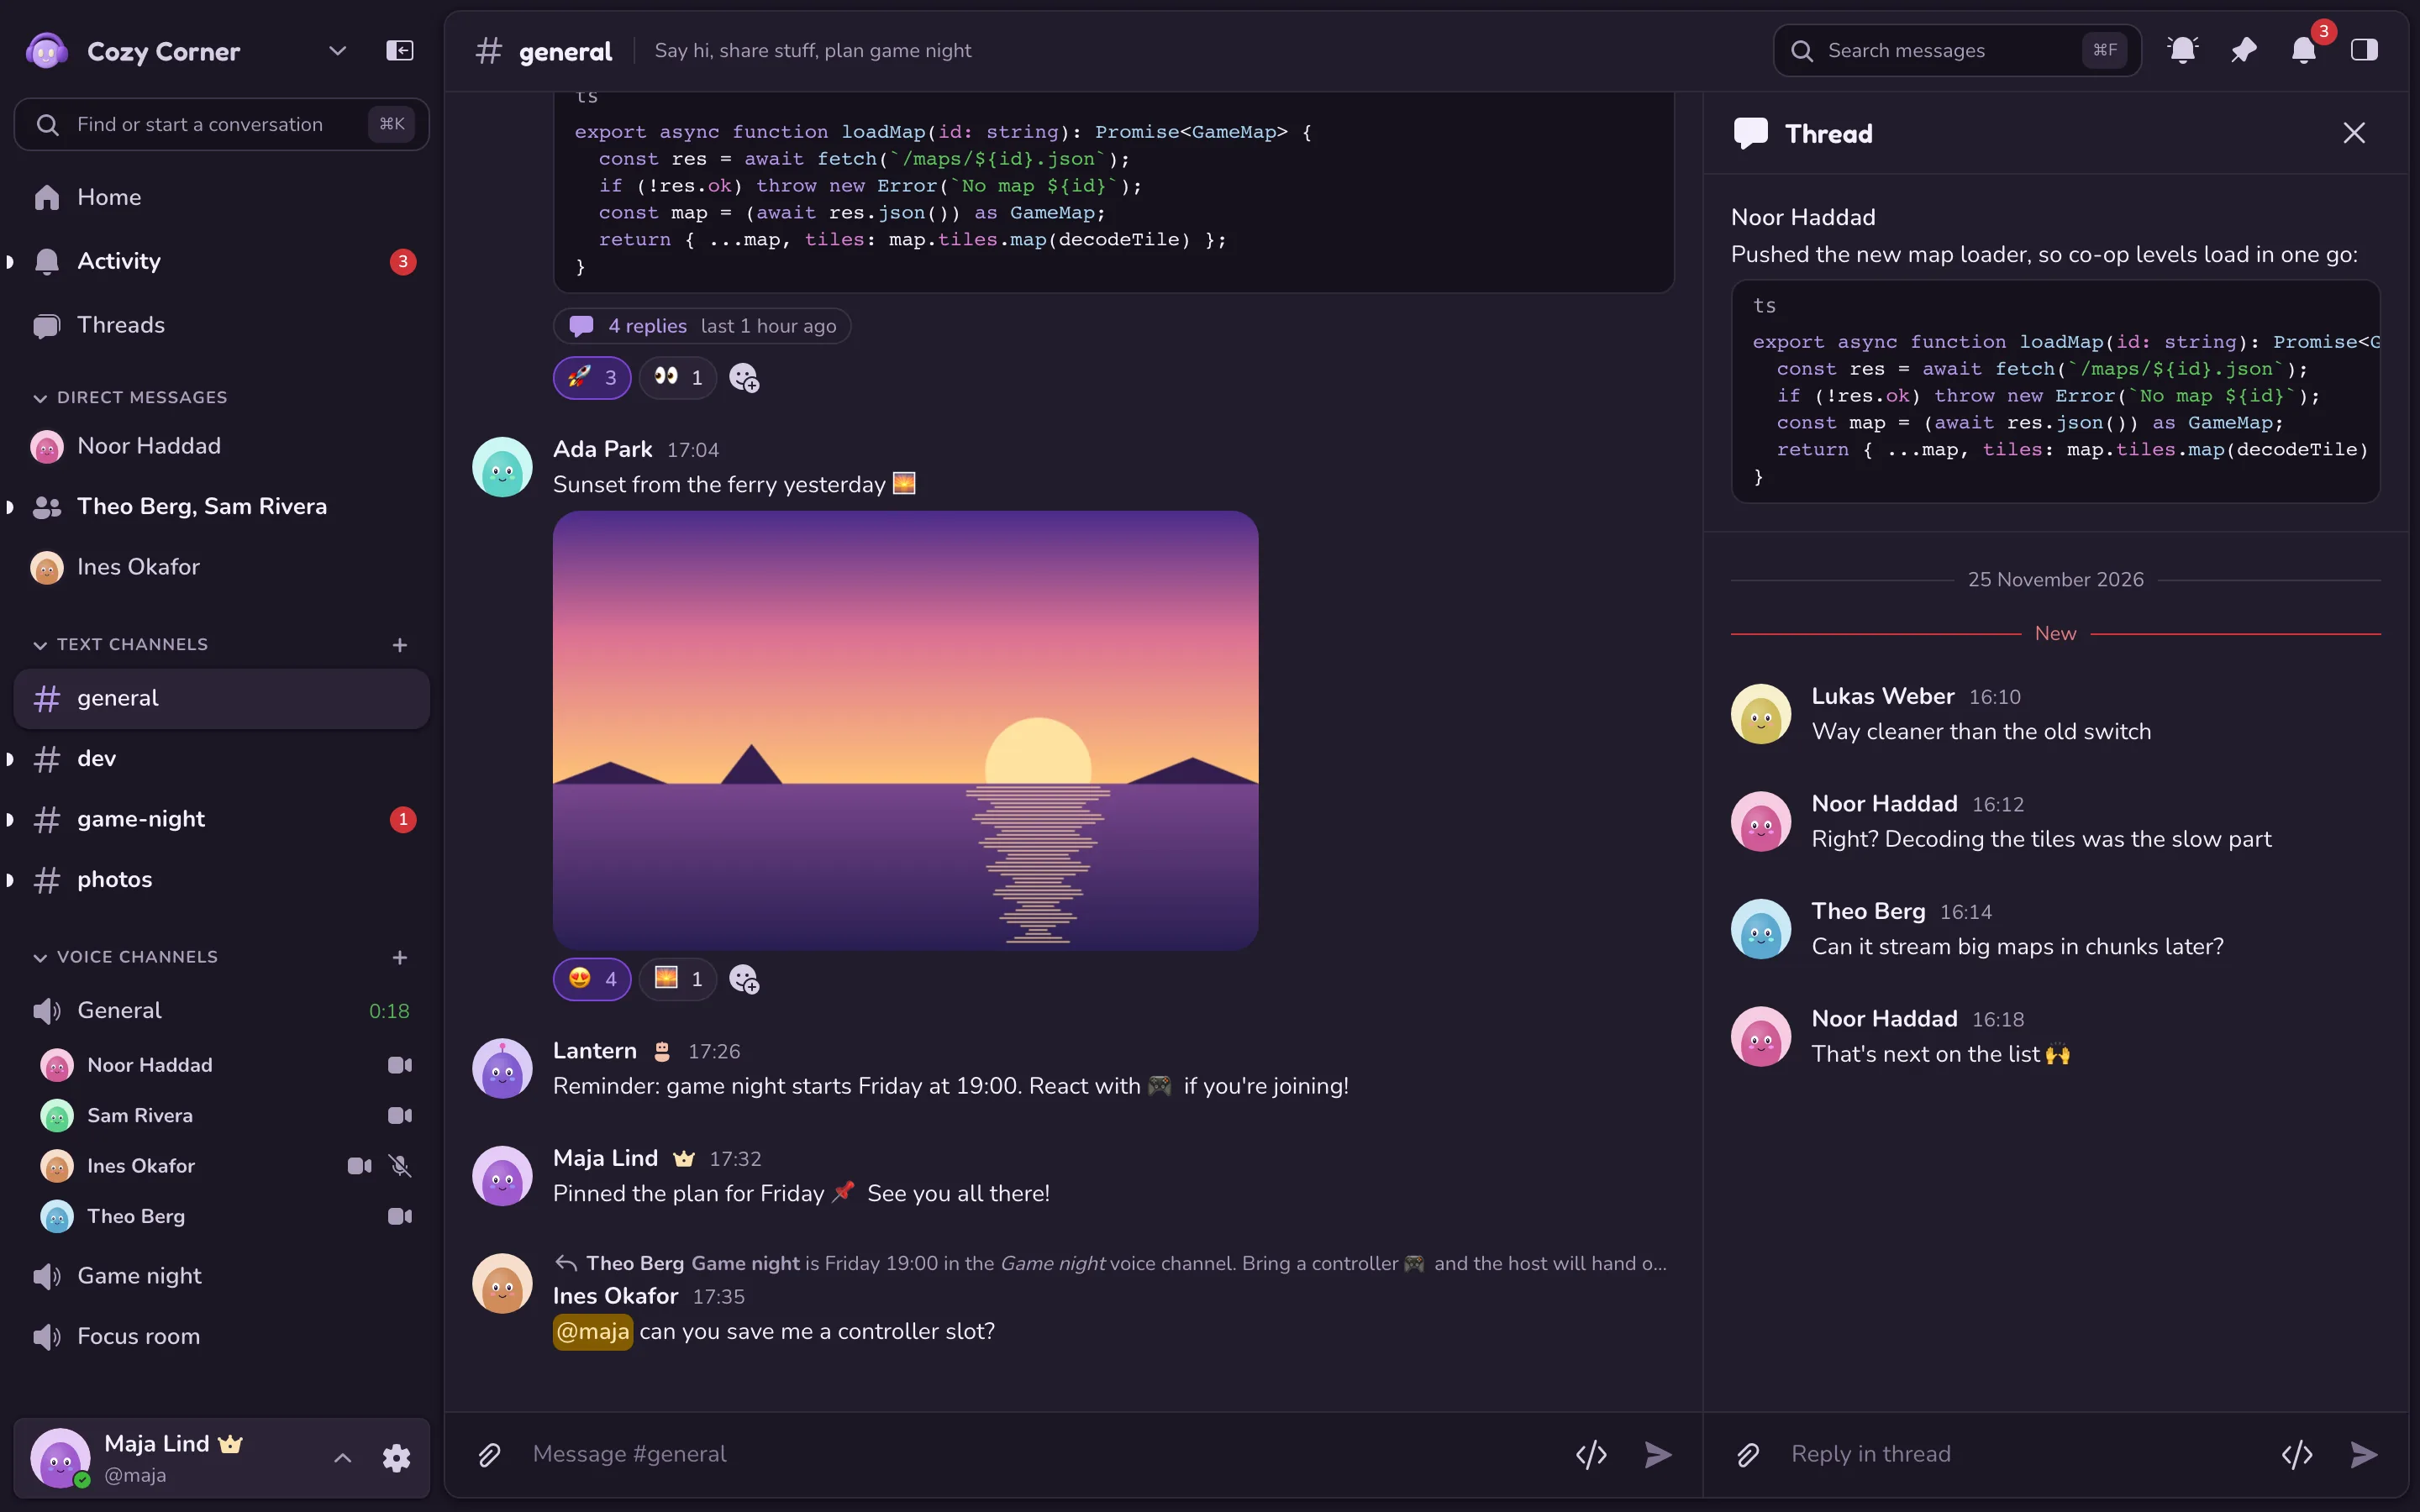 Cozy Corner
Find or start a conversation ⌘K
Home
Activity 3
Threads
DIRECT MESSAGES
Noor Haddad
Theo Berg, Sam Rivera
Ines Okafor
TEXT CHANNELS
general
dev
game-night 1
photos
VOICE CHANNELS
General 0:18
Noor Haddad
Sam Rivera
Ines Okafor
Theo Berg
Game night
Focus room
Maja Lind
@maja
# general Say hi, share stuff, plan game night
Search messages ⌘F
3
ts
export async function loadMap(id: string): Promise<GameMap> {
  const res = await fetch(`/maps/${id}.json`);
  if (!res.ok) throw new Error(`No map ${id}`);
  const map = (await res.json()) as GameMap;
  return { ...map, tiles: map.tiles.map(decodeTile) };
}
4 replies last 1 hour ago
🚀 3 👀 1
Ada Park 17:04
Sunset from the ferry yesterday 🌅
😍 4 🌅 1
Lantern 17:26
Reminder: game night starts Friday at 19:00. React with 🎮 if you're joining!
Maja Lind 17:32
Pinned the plan for Friday 📌 See you all there!
Theo Berg Game night is Friday 19:00 in the Game night voice channel. Bring a controller 🎮 and the host will hand o...
Ines Okafor 17:35
@maja can you save me a controller slot?
Message #general
Thread
Noor Haddad
Pushed the new map loader, so co-op levels load in one go:
ts
export async function loadMap(id: string): Promise<G
  const res = await fetch(`/maps/${id}.json`);
  if (!res.ok) throw new Error(`No map ${id}`);
  const map = (await res.json()) as GameMap;
  return { ...map, tiles: map.tiles.map(decodeTile)
}
25 November 2026
New
Lukas Weber 16:10
Way cleaner than the old switch
Noor Haddad 16:12
Right? Decoding the tiles was the slow part
Theo Berg 16:14
Can it stream big maps in chunks later?
Noor Haddad 16:18
That's next on the list 🙌
Reply in thread